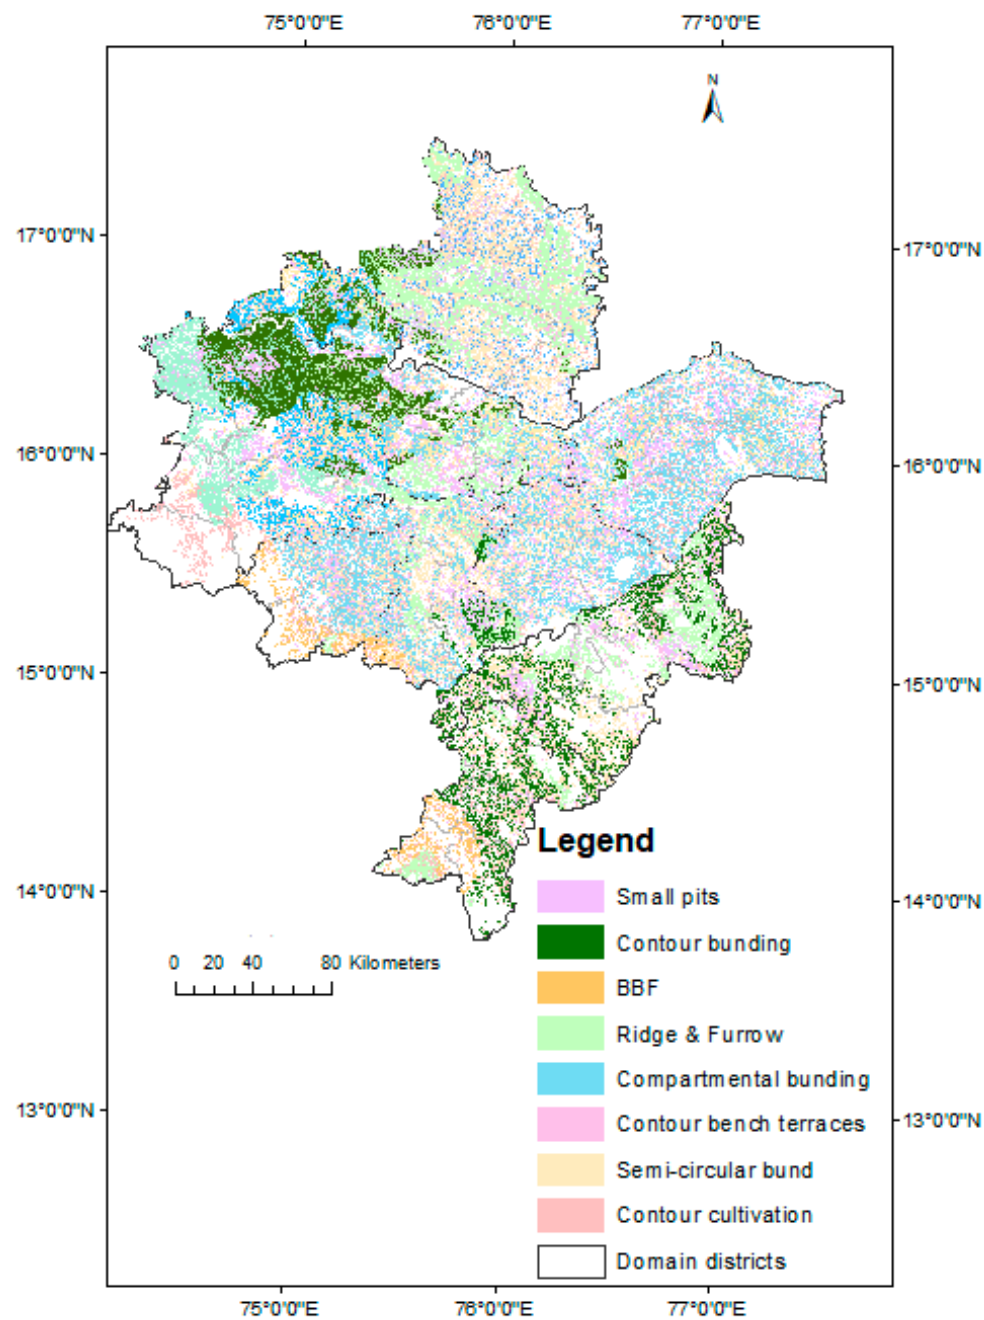 75°0'0"E 76°0'0"E 77°0'0"E
N
17°0'0"N 17°0'0"N
16°0'0"N 16°0'0"N
15°0'0"N 15°0'0"N
14°0'0"N 14°0'0"N
13°0'0"N 13°0'0"N
0 20 40 80 Kilometers
Legend
Small pits
Contour bunding
BBF
Ridge & Furrow
Compartmental bunding
Contour bench terraces
Semi-circular bund
Contour cultivation
Domain districts
75°0'0"E 76°0'0"E 77°0'0"E